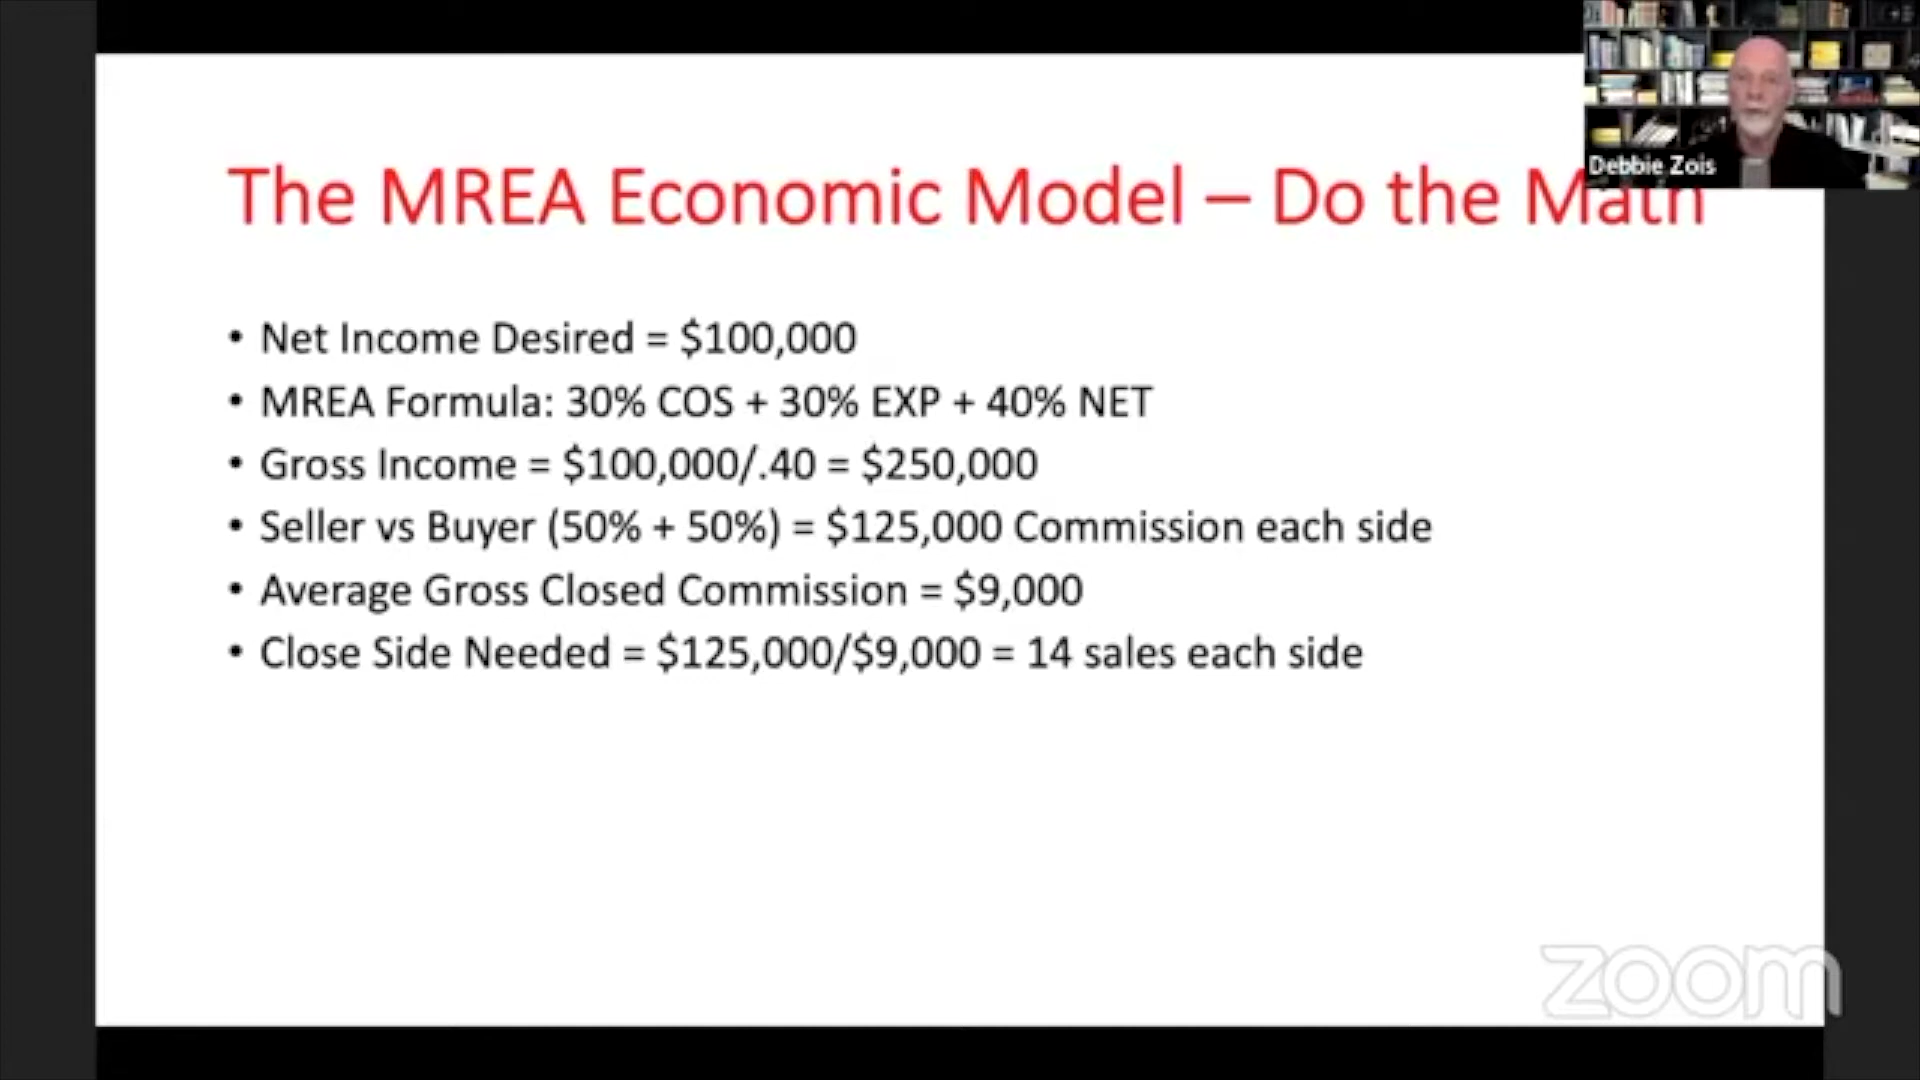 Debbie Zois
The MREA Economic Model – Do the Math
• Net Income Desired = $100,000
• MREA Formula: 30% COS + 30% EXP + 40% NET
• Gross Income = $100,000/.40 = $250,000
• Seller vs Buyer (50% + 50%) = $125,000 Commission each side
• Average Gross Closed Commission = $9,000
• Close Side Needed = $125,000/$9,000 = 14 sales each side
zoom